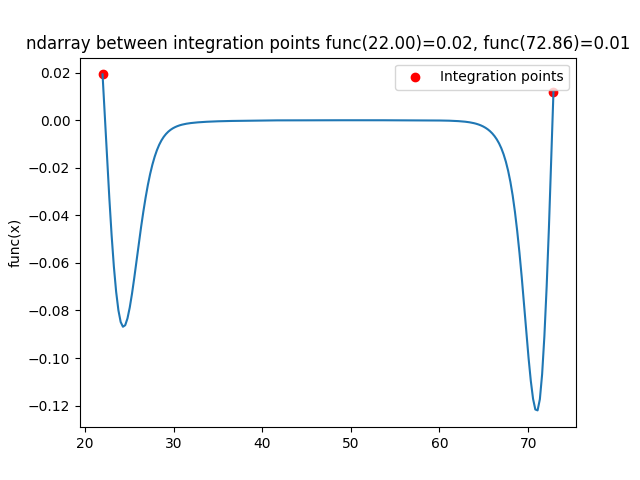 ndarray between integration points func(22.00)=0.02, func(72.86)=0.01
Integration points
0.02
0.00
−0.02
−0.04
−0.06
−0.08
−0.10
−0.12
func(x)
20 30 40 50 60 70